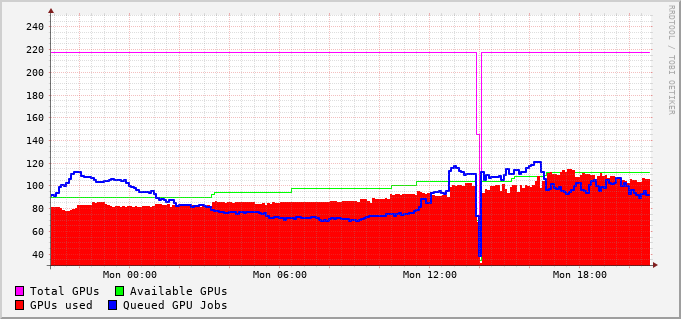 240
220
200
180
160
140
120
100
80
60
40
Mon 00:00 Mon 06:00 Mon 12:00 Mon 18:00
Total GPUs Available GPUs
GPUs used Queued GPU Jobs
RRDTOOL / TOBI OETIKER